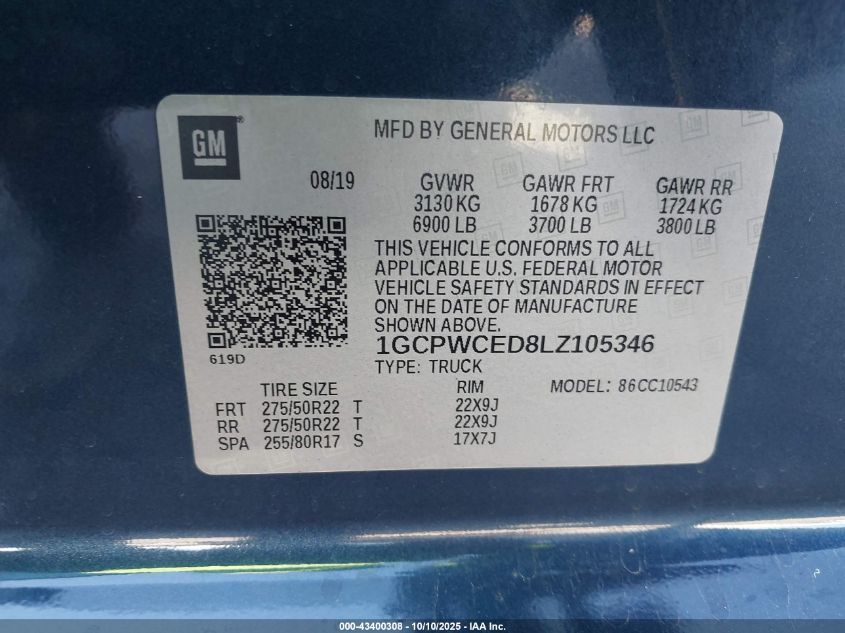 GM
MFD BY GENERAL MOTORS LLC
08/19
GVWR GAWR FRT GAWR RR
3130 KG 1678 KG 1724 KG
6900 LB 3700 LB 3800 LB
THIS VEHICLE CONFORMS TO ALL
APPLICABLE U.S. FEDERAL MOTOR
VEHICLE SAFETY STANDARDS IN EFFECT
ON THE DATE OF MANUFACTURE
SHOWN ABOVE.
1GCPWCED8LZ105346
619D
TYPE: TRUCK
TIRE SIZE RIM MODEL: 86CC10543
FRT 275/50R22 T 22X9J
RR 275/50R22 T 22X9J
SPA 255/80R17 S 17X7J
000-43400308 - 10/10/2025 - IAA Inc.